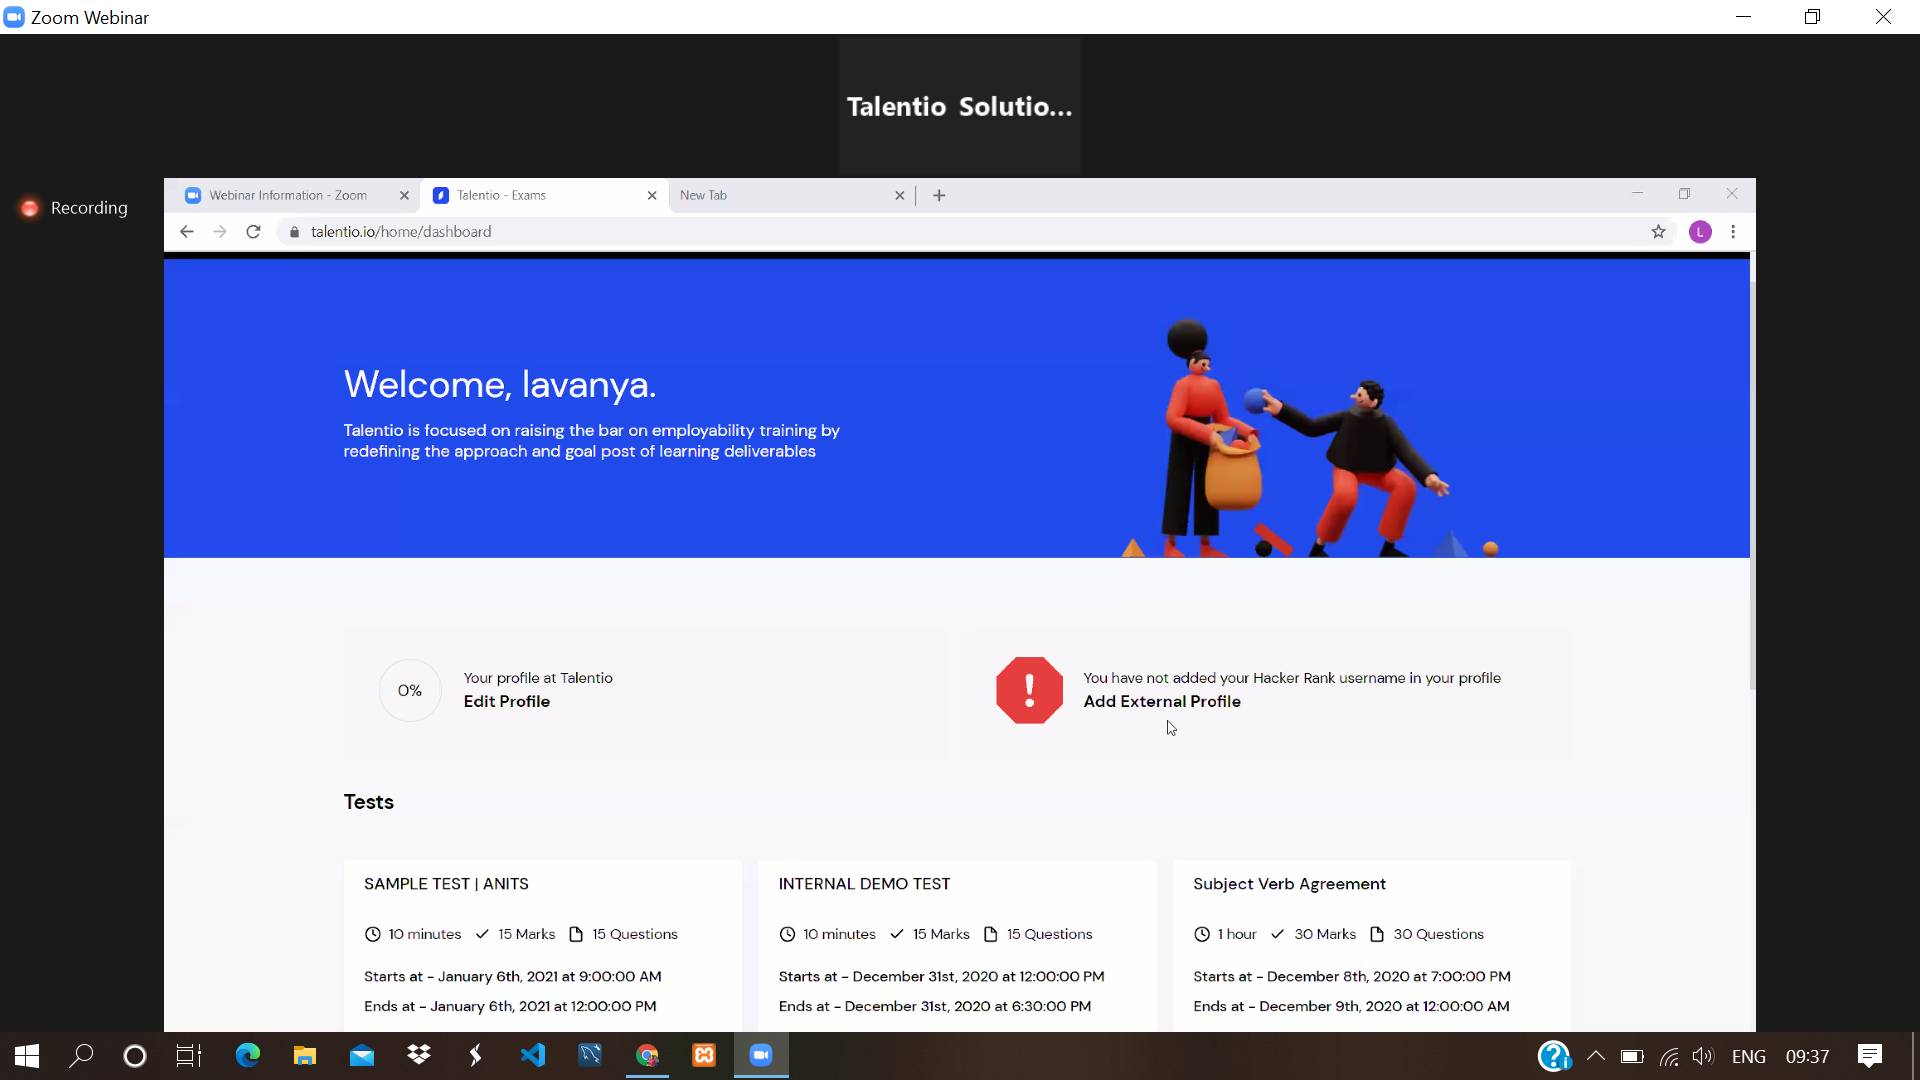 Zoom Webinar
Talentio Solutio...
Recording
Webinar Information - Zoom
Talentio - Exams
New Tab
talentio.io/home/dashboard
L
Welcome, lavanya.
Talentio is focused on raising the bar on employability training by
redefining the approach and goal post of learning deliverables
0%
Your profile at Talentio
Edit Profile
You have not added your Hacker Rank username in your profile
Add External Profile
Tests
SAMPLE TEST | ANITS
10 minutes 15 Marks 15 Questions
Starts at - January 6th, 2021 at 9:00:00 AM
Ends at - January 6th, 2021 at 12:00:00 PM
INTERNAL DEMO TEST
10 minutes 15 Marks 15 Questions
Starts at - December 31st, 2020 at 12:00:00 PM
Ends at - December 31st, 2020 at 6:30:00 PM
Subject Verb Agreement
1 hour 30 Marks 30 Questions
Starts at - December 8th, 2020 at 7:00:00 PM
Ends at - December 9th, 2020 at 12:00:00 AM
ENG 09:37